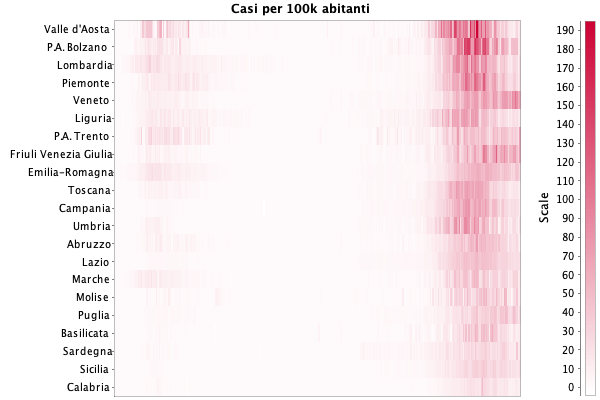 Casi per 100k abitanti
Valle d'Aosta
P.A. Bolzano
Lombardia
Piemonte
Veneto
Liguria
P.A. Trento
Friuli Venezia Giulia
Emilia-Romagna
Toscana
Campania
Umbria
Abruzzo
Lazio
Marche
Molise
Puglia
Basilicata
Sardegna
Sicilia
Calabria
Scale
190
180
170
160
150
140
130
120
110
100
90
80
70
60
50
40
30
20
10
0